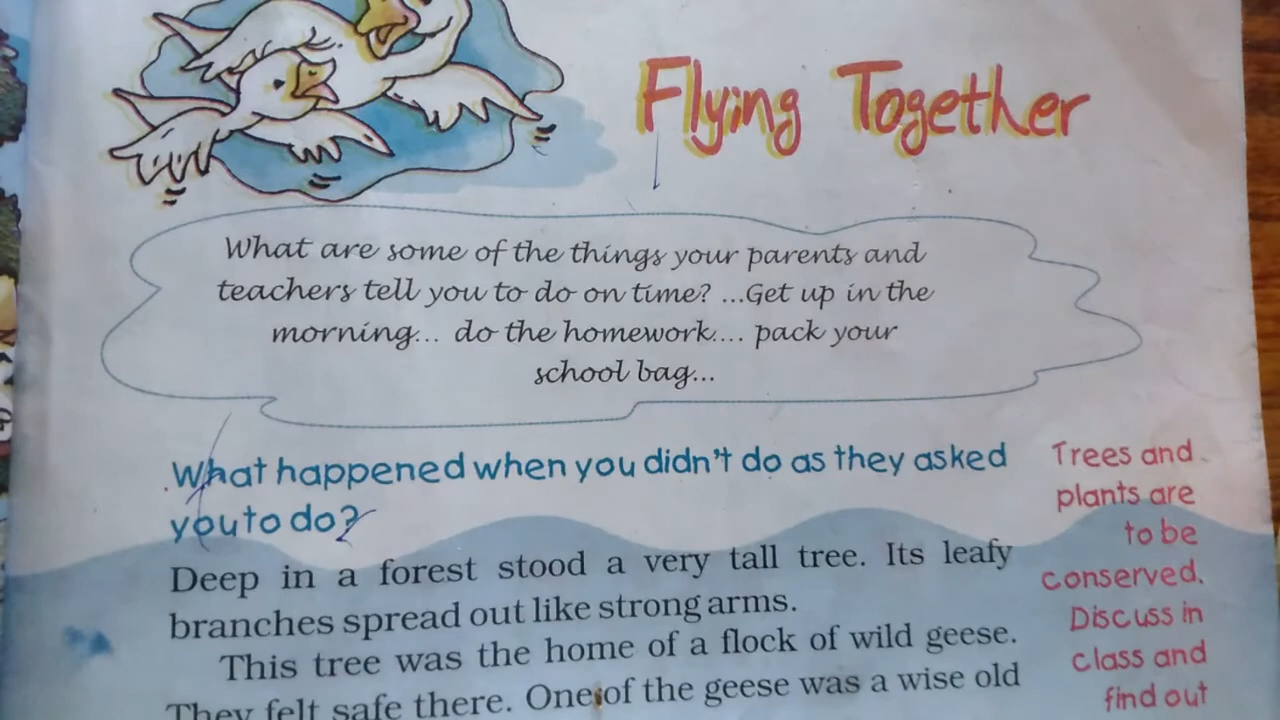 Flying Together
What are some of the things your parents and
teachers tell you to do on time? ...Get up in the
morning... do the homework.... pack your
school bag...
What happened when you didn't do as they asked
you to do?
Deep in a forest stood a very tall tree. Its leafy
branches spread out like strong arms.
This tree was the home of a flock of wild geese.
They felt safe there. One of the geese was a wise old
Trees and
plants are
to be
conserved.
Discuss in
class and
find out